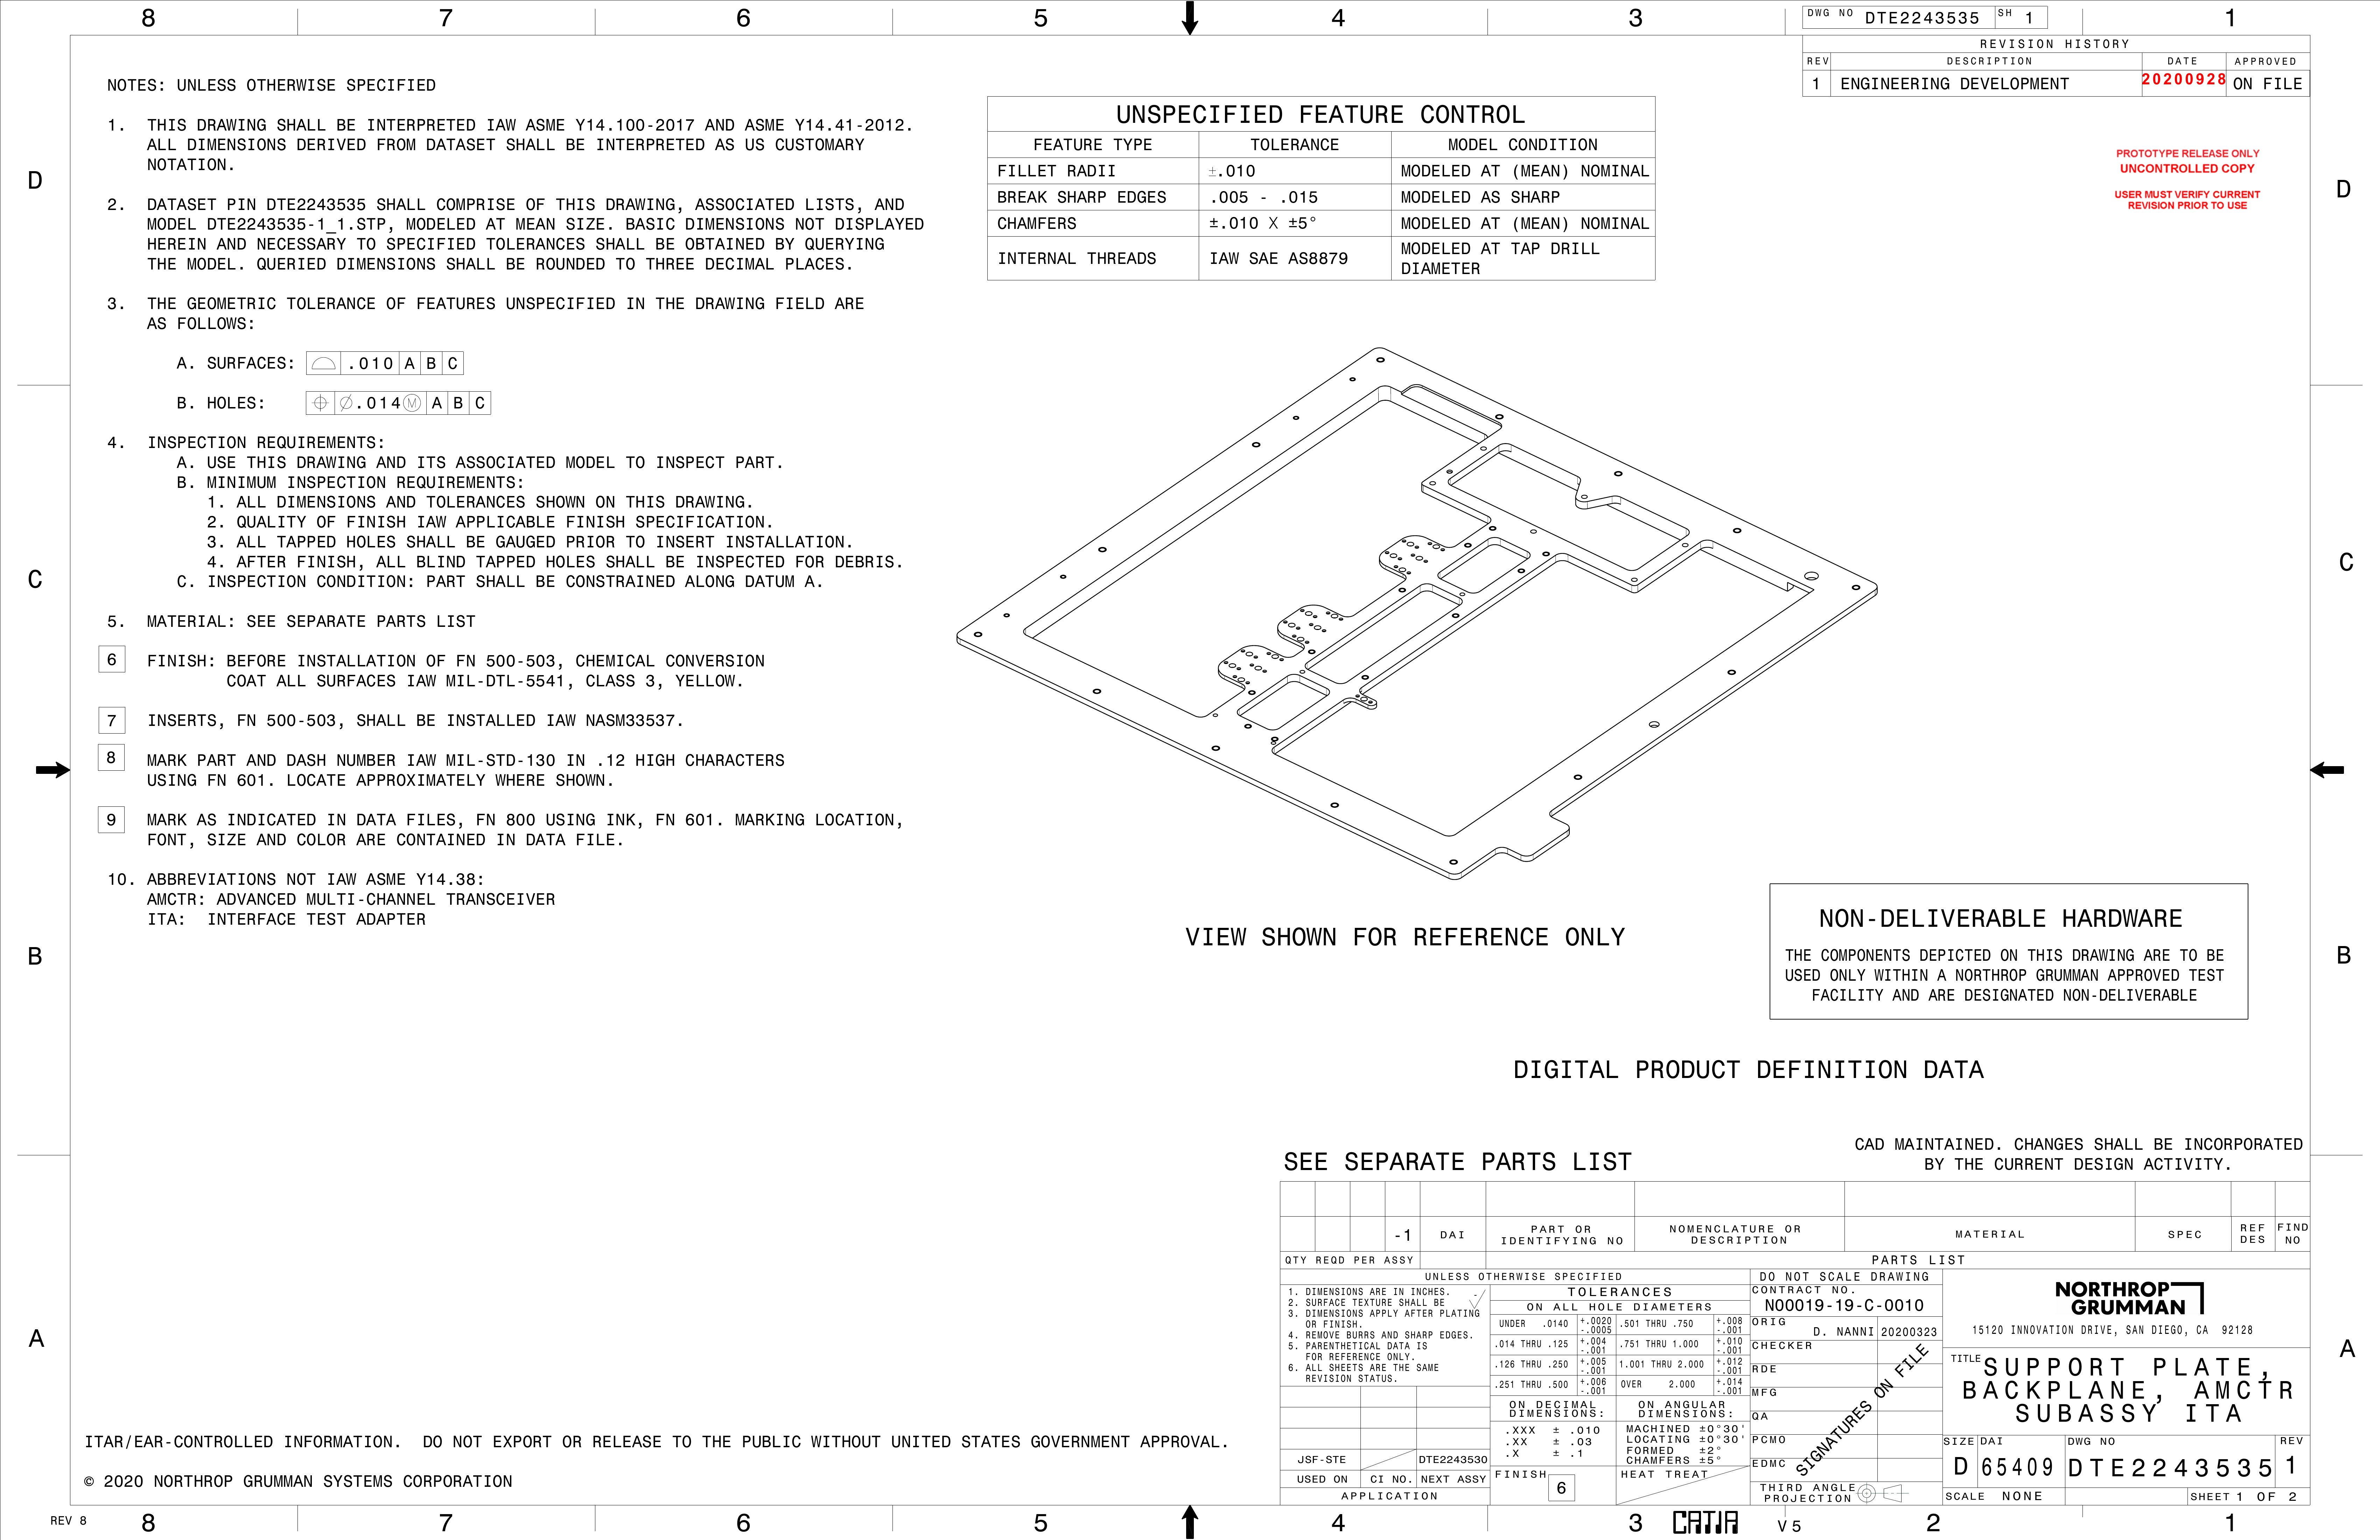 8 7 6 5 4 3 1
DWG NO DTE2243535 SH 1
REVISION HISTORY
REV DESCRIPTION DATE APPROVED
1 ENGINEERING DEVELOPMENT 20200928 ON FILE
PROTOTYPE RELEASE ONLY
UNCONTROLLED COPY
USER MUST VERIFY CURRENT
REVISION PRIOR TO USE
D D
C C
B B
A A
NOTES: UNLESS OTHERWISE SPECIFIED
1. THIS DRAWING SHALL BE INTERPRETED IAW ASME Y14.100-2017 AND ASME Y14.41-2012.
ALL DIMENSIONS DERIVED FROM DATASET SHALL BE INTERPRETED AS US CUSTOMARY
NOTATION.
2. DATASET PIN DTE2243535 SHALL COMPRISE OF THIS DRAWING, ASSOCIATED LISTS, AND
MODEL DTE2243535-1_1.STP, MODELED AT MEAN SIZE. BASIC DIMENSIONS NOT DISPLAYED
HEREIN AND NECESSARY TO SPECIFIED TOLERANCES SHALL BE OBTAINED BY QUERYING
THE MODEL. QUERIED DIMENSIONS SHALL BE ROUNDED TO THREE DECIMAL PLACES.
3. THE GEOMETRIC TOLERANCE OF FEATURES UNSPECIFIED IN THE DRAWING FIELD ARE
AS FOLLOWS:
A. SURFACES: ⌓ .010 A B C
B. HOLES: ⌖ ∅.014Ⓜ A B C
4. INSPECTION REQUIREMENTS:
A. USE THIS DRAWING AND ITS ASSOCIATED MODEL TO INSPECT PART.
B. MINIMUM INSPECTION REQUIREMENTS:
1. ALL DIMENSIONS AND TOLERANCES SHOWN ON THIS DRAWING.
2. QUALITY OF FINISH IAW APPLICABLE FINISH SPECIFICATION.
3. ALL TAPPED HOLES SHALL BE GAUGED PRIOR TO INSERT INSTALLATION.
4. AFTER FINISH, ALL BLIND TAPPED HOLES SHALL BE INSPECTED FOR DEBRIS.
C. INSPECTION CONDITION: PART SHALL BE CONSTRAINED ALONG DATUM A.
5. MATERIAL: SEE SEPARATE PARTS LIST
6 FINISH: BEFORE INSTALLATION OF FN 500-503, CHEMICAL CONVERSION
COAT ALL SURFACES IAW MIL-DTL-5541, CLASS 3, YELLOW.
7 INSERTS, FN 500-503, SHALL BE INSTALLED IAW NASM33537.
8 MARK PART AND DASH NUMBER IAW MIL-STD-130 IN .12 HIGH CHARACTERS
USING FN 601. LOCATE APPROXIMATELY WHERE SHOWN.
9 MARK AS INDICATED IN DATA FILES, FN 800 USING INK, FN 601. MARKING LOCATION,
FONT, SIZE AND COLOR ARE CONTAINED IN DATA FILE.
10. ABBREVIATIONS NOT IAW ASME Y14.38:
AMCTR: ADVANCED MULTI-CHANNEL TRANSCEIVER
ITA: INTERFACE TEST ADAPTER
UNSPECIFIED FEATURE CONTROL
FEATURE TYPE TOLERANCE MODEL CONDITION
FILLET RADII ±.010 MODELED AT (MEAN) NOMINAL
BREAK SHARP EDGES .005 - .015 MODELED AS SHARP
CHAMFERS ±.010 X ±5° MODELED AT (MEAN) NOMINAL
INTERNAL THREADS IAW SAE AS8879 MODELED AT TAP DRILL
DIAMETER
VIEW SHOWN FOR REFERENCE ONLY
NON-DELIVERABLE HARDWARE
THE COMPONENTS DEPICTED ON THIS DRAWING ARE TO BE
USED ONLY WITHIN A NORTHROP GRUMMAN APPROVED TEST
FACILITY AND ARE DESIGNATED NON-DELIVERABLE
DIGITAL PRODUCT DEFINITION DATA
SEE SEPARATE PARTS LIST
CAD MAINTAINED. CHANGES SHALL BE INCORPORATED
BY THE CURRENT DESIGN ACTIVITY.
-1 DAI PART OR IDENTIFYING NO NOMENCLATURE OR DESCRIPTION MATERIAL SPEC REF DES FIND NO
QTY REQD PER ASSY PARTS LIST
UNLESS OTHERWISE SPECIFIED
1. DIMENSIONS ARE IN INCHES.
2. SURFACE TEXTURE SHALL BE -
3. DIMENSIONS APPLY AFTER PLATING
OR FINISH.
4. REMOVE BURRS AND SHARP EDGES.
5. PARENTHETICAL DATA IS
FOR REFERENCE ONLY.
6. ALL SHEETS ARE THE SAME
REVISION STATUS.
TOLERANCES
ON ALL HOLE DIAMETERS
UNDER .0140 +.0020 -.0005 .501 THRU .750 +.008 -.001
.014 THRU .125 +.004 -.001 .751 THRU 1.000 +.010 -.001
.126 THRU .250 +.005 -.001 1.001 THRU 2.000 +.012 -.001
.251 THRU .500 +.006 -.001 OVER 2.000 +.014 -.001
ON DECIMAL DIMENSIONS: ON ANGULAR DIMENSIONS:
.XXX ± .010 MACHINED ±0°30'
.XX ± .03 LOCATING ±0°30'
.X ± .1 FORMED ±2°
CHAMFERS ±5°
FINISH 6 HEAT TREAT
JSF-STE DTE2243530
USED ON CI NO. NEXT ASSY
APPLICATION
DO NOT SCALE DRAWING
CONTRACT NO.
N00019-19-C-0010
ORIG D. NANNI 20200323
CHECKER
RDE
MFG
QA
PCMO
EDMC
SIGNATURES ON FILE
THIRD ANGLE
PROJECTION
NORTHROP
GRUMMAN
15120 INNOVATION DRIVE, SAN DIEGO, CA 92128
TITLE SUPPORT PLATE,
BACKPLANE, AMCTR
SUBASSY ITA
SIZE DAI DWG NO REV
D 65409 DTE2243535 1
SCALE NONE SHEET 1 OF 2
ITAR/EAR-CONTROLLED INFORMATION. DO NOT EXPORT OR RELEASE TO THE PUBLIC WITHOUT UNITED STATES GOVERNMENT APPROVAL.
© 2020 NORTHROP GRUMMAN SYSTEMS CORPORATION
REV 8 8 7 6 5 4 3 CATIA V5 2 1